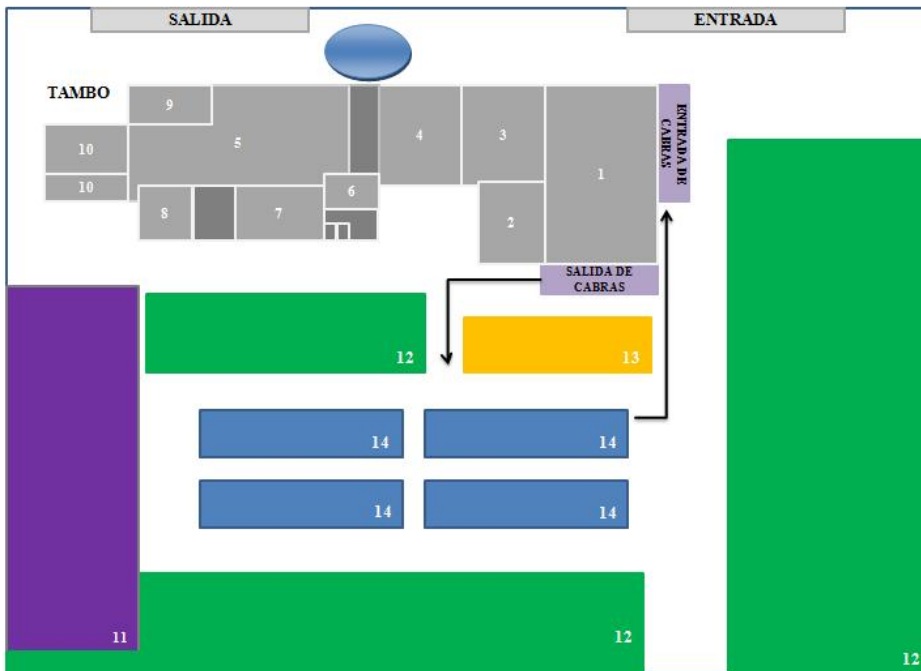 SALIDA
ENTRADA
TAMBO
ENTRADA DE
CABRAS
9
5
4
3
1
10
10
6
8
7
2
SALIDA DE
CABRAS
12
13
14
14
14
14
11
12
12